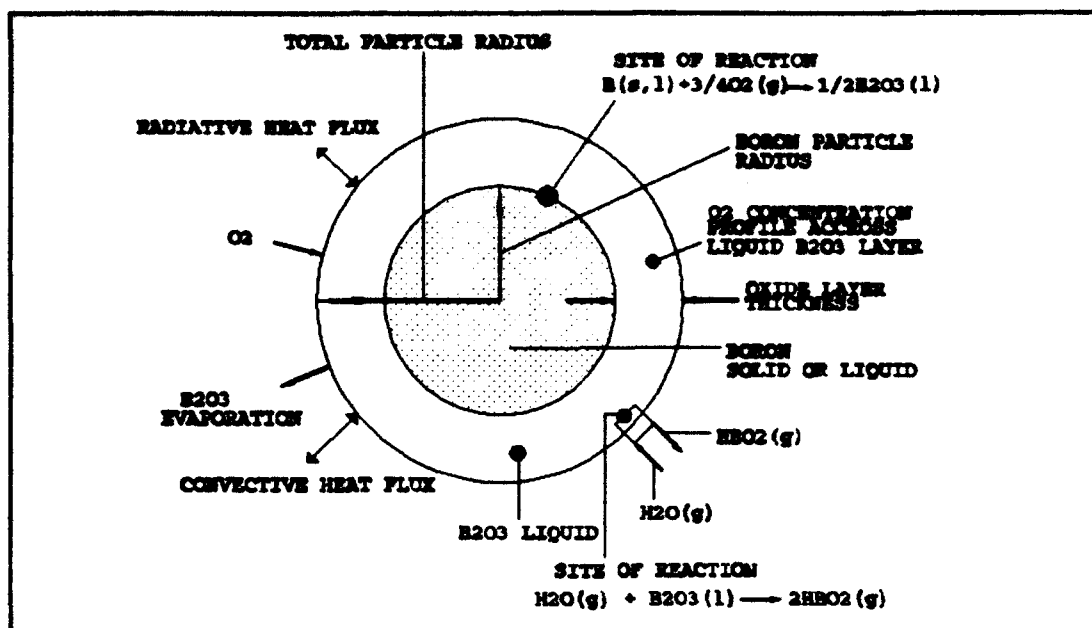 TOTAL PARTICLE RADIUS
SITE OF REACTION
B(s,l)+3/4O2(g)→1/2B2O3(l)
RADIATIVE HEAT FLUX
BORON PARTICLE
RADIUS
O2
O2 CONCENTRATION
PROFILE ACCROSS
LIQUID B2O3 LAYER
OXIDE LAYER
THICKNESS
BORON
SOLID OR LIQUID
B2O3
EVAPORATION
HBO2(g)
CONVECTIVE HEAT FLUX
H2O(g)
B2O3 LIQUID
SITE OF REACTION
H2O(g) + B2O3(l) → 2HBO2(g)